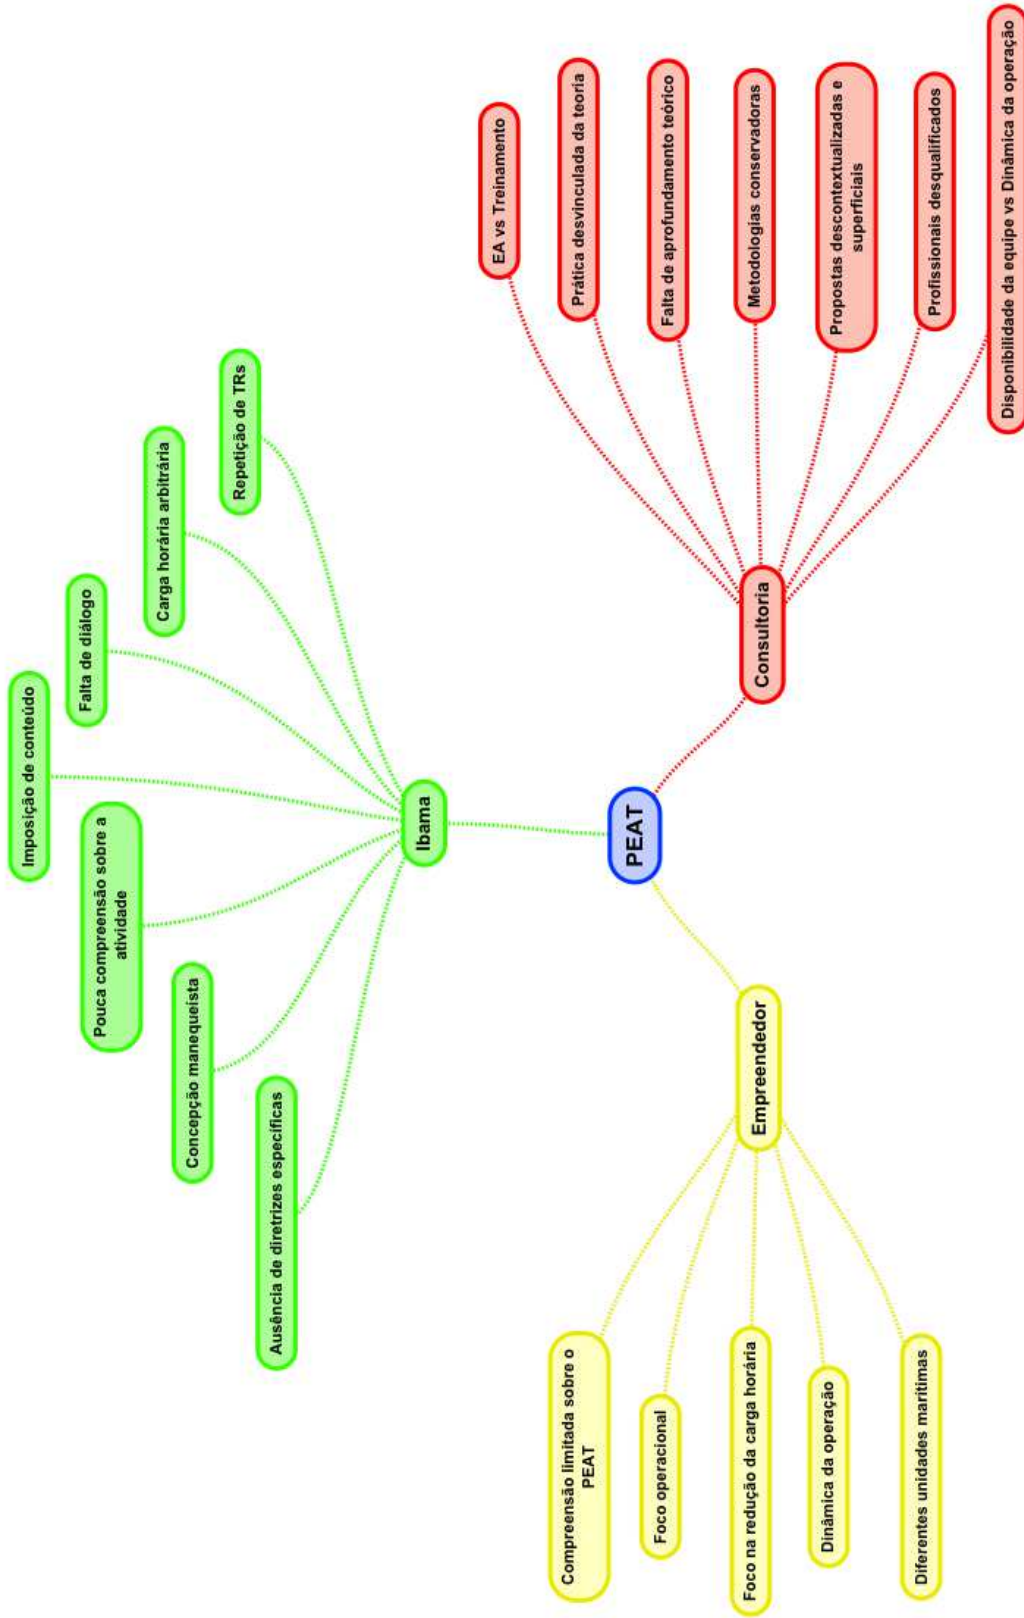 PEAT
Ibama
Ausência de diretrizes específicas
Concepção manequeista
Pouca compreensão sobre a
atividade
Imposição de conteúdo
Falta de diálogo
Carga horária arbitrária
Repetição de TRs
Empreendedor
Compreensão limitada sobre o
PEAT
Foco operacional
Foco na redução da carga horária
Dinâmica da operação
Diferentes unidades marítimas
Consultoria
EA vs Treinamento
Prática desvinculada da teoria
Falta de aprofundamento teórico
Metodologias conservadoras
Propostas descontextualizadas e
superficiais
Profissionais desqualificados
Disponibilidade da equipe vs Dinâmica da operação